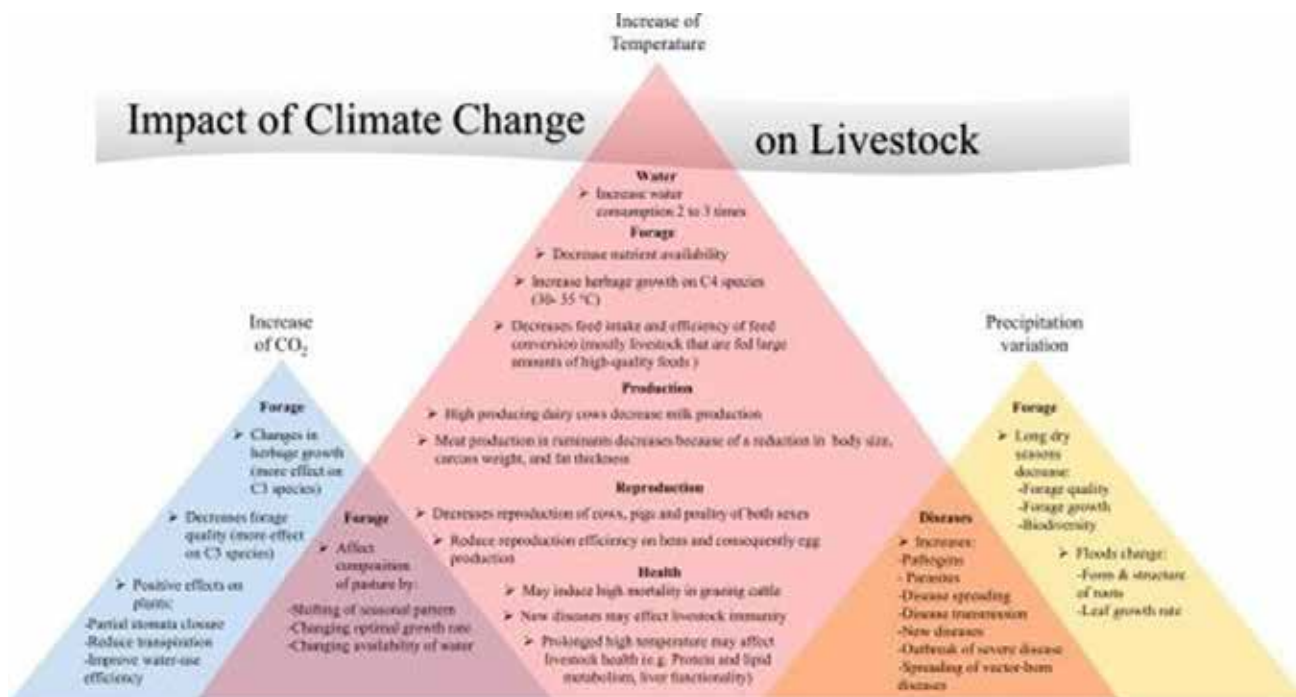 Increase of
Temperature
Impact of Climate Change
on Livestock
Water
➤ Increase water
consumption 2 to 3 times
Forage
➤ Decrease nutrient availability
➤ Increase herbage growth on C4 species
(30- 35 °C)
➤ Decreases feed intake and efficiency of feed
conversion (mostly livestock that are fed large
amounts of high-quality foods )
Production
➤ High producing dairy cows decrease milk production
➤ Meat production in ruminants decreases because of a reduction in body size,
carcass weight, and fat thickness
Reproduction
➤ Decreases reproduction of cows, pigs and poultry of both sexes
➤ Reduce reproduction efficiency on hens and consequently egg
production
Health
➤ May induce high mortality in grazing cattle
➤ New diseases may effect livestock immunity
➤ Prolonged high temperature may affect
livestock health (e.g. Protein and lipid
metabolism, liver functionality)
Increase
of CO₂
Forage
➤ Changes in
herbage growth
(more effect on
C3 species)
➤ Decreases forage
quality (more effect
on C3 species)
➤ Positive effects on
plants:
-Partial stomata closure
-Reduce transpiration
-Improve water-use
efficiency
Forage
➤ Affect
composition
of pasture by:
-Shifting of seasonal pattern
-Changing optimal growth rate
-Changing availability of water
Precipitation
variation
Forage
➤ Long dry
seasons
decrease:
-Forage quality
-Forage growth
-Biodiversity
➤ Floods change:
-Form & structure
of roots
-Leaf growth rate
Diseases
➤ Increases:
-Pathogens
- Parasites
-Disease spreading
-Disease transmission
-New diseases
-Outbreak of severe disease
-Spreading of vector-born
diseases